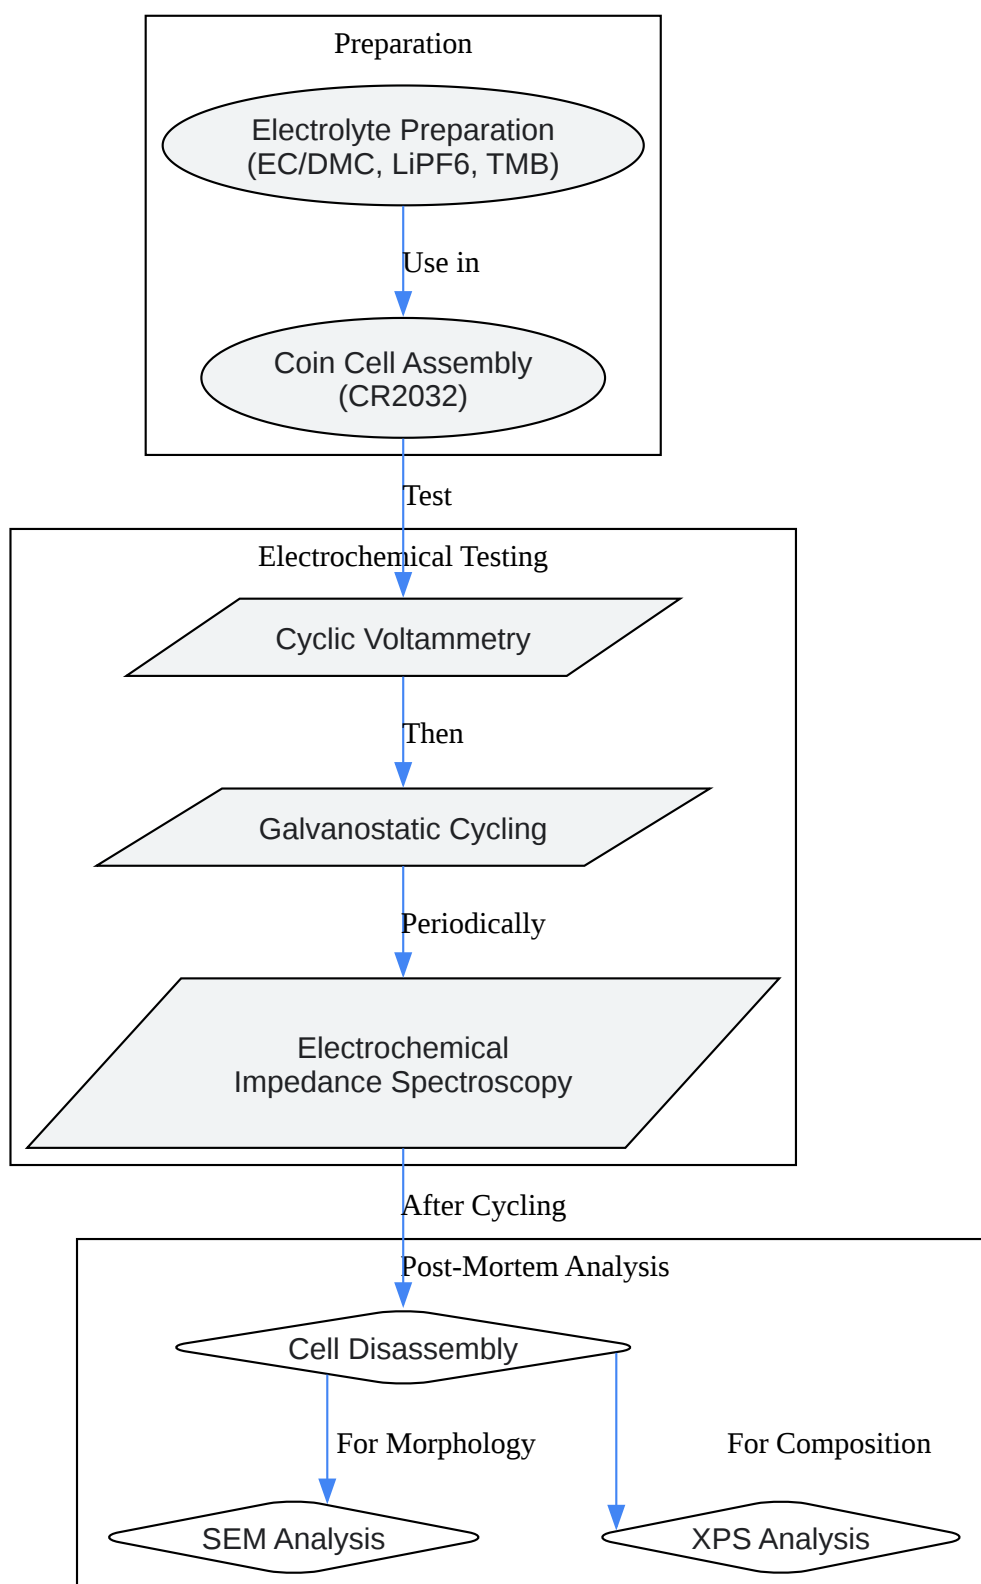 Preparation
Electrolyte Preparation
(EC/DMC, LiPF6, TMB)
Use in
Coin Cell Assembly
(CR2032)
Test
Electrochemical Testing
Cyclic Voltammetry
Then
Galvanostatic Cycling
Periodically
Electrochemical
Impedance Spectroscopy
After Cycling
Post-Mortem Analysis
Cell Disassembly
For Morphology
For Composition
SEM Analysis
XPS Analysis